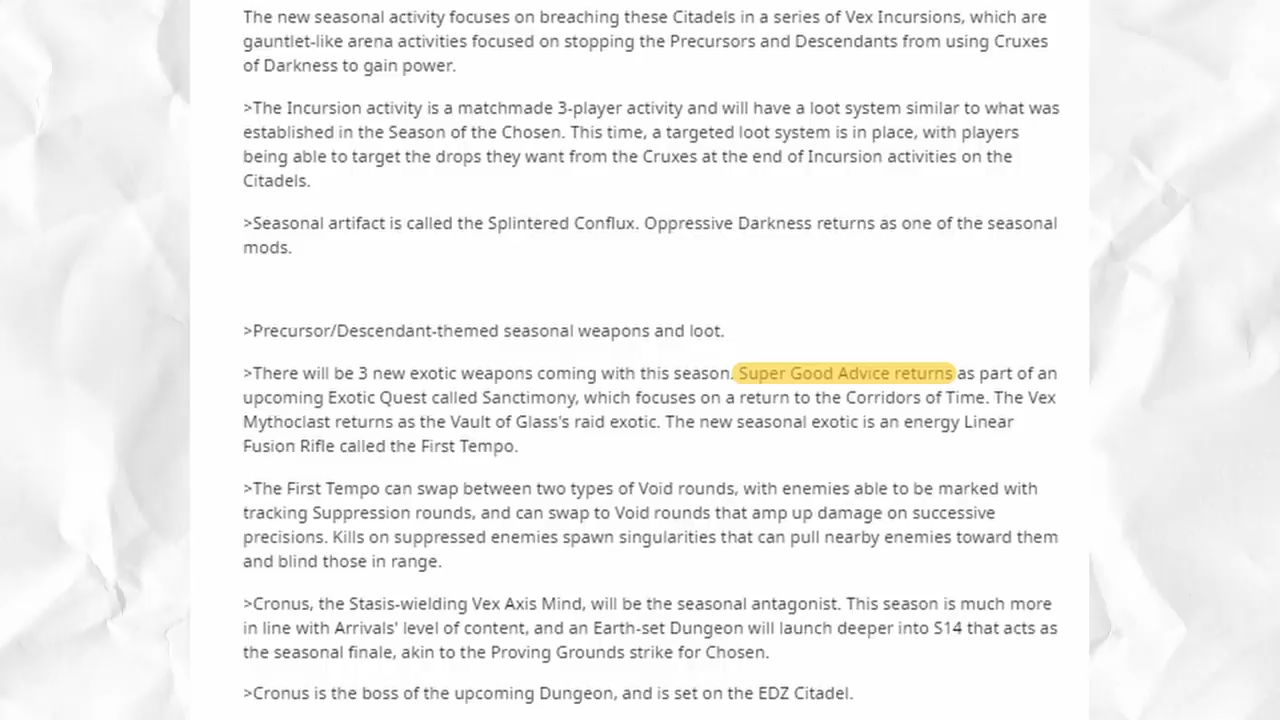 The new seasonal activity focuses on breaching these Citadels in a series of Vex Incursions, which are
gauntlet-like arena activities focused on stopping the Precursors and Descendants from using Cruxes
of Darkness to gain power.
>The Incursion activity is a matchmade 3-player activity and will have a loot system similar to what was
established in the Season of the Chosen. This time, a targeted loot system is in place, with players
being able to target the drops they want from the Cruxes at the end of Incursion activities on the
Citadels.
>Seasonal artifact is called the Splintered Conflux. Oppressive Darkness returns as one of the seasonal
mods.
>Precursor/Descendant-themed seasonal weapons and loot.
>There will be 3 new exotic weapons coming with this season. Super Good Advice returns as part of an
upcoming Exotic Quest called Sanctimony, which focuses on a return to the Corridors of Time. The Vex
Mythoclast returns as the Vault of Glass's raid exotic. The new seasonal exotic is an energy Linear
Fusion Rifle called the First Tempo.
>The First Tempo can swap between two types of Void rounds, with enemies able to be marked with
tracking Suppression rounds, and can swap to Void rounds that amp up damage on successive
precisions. Kills on suppressed enemies spawn singularities that can pull nearby enemies toward them
and blind those in range.
>Cronus, the Stasis-wielding Vex Axis Mind, will be the seasonal antagonist. This season is much more
in line with Arrivals' level of content, and an Earth-set Dungeon will launch deeper into S14 that acts as
the seasonal finale, akin to the Proving Grounds strike for Chosen.
>Cronus is the boss of the upcoming Dungeon, and is set on the EDZ Citadel.